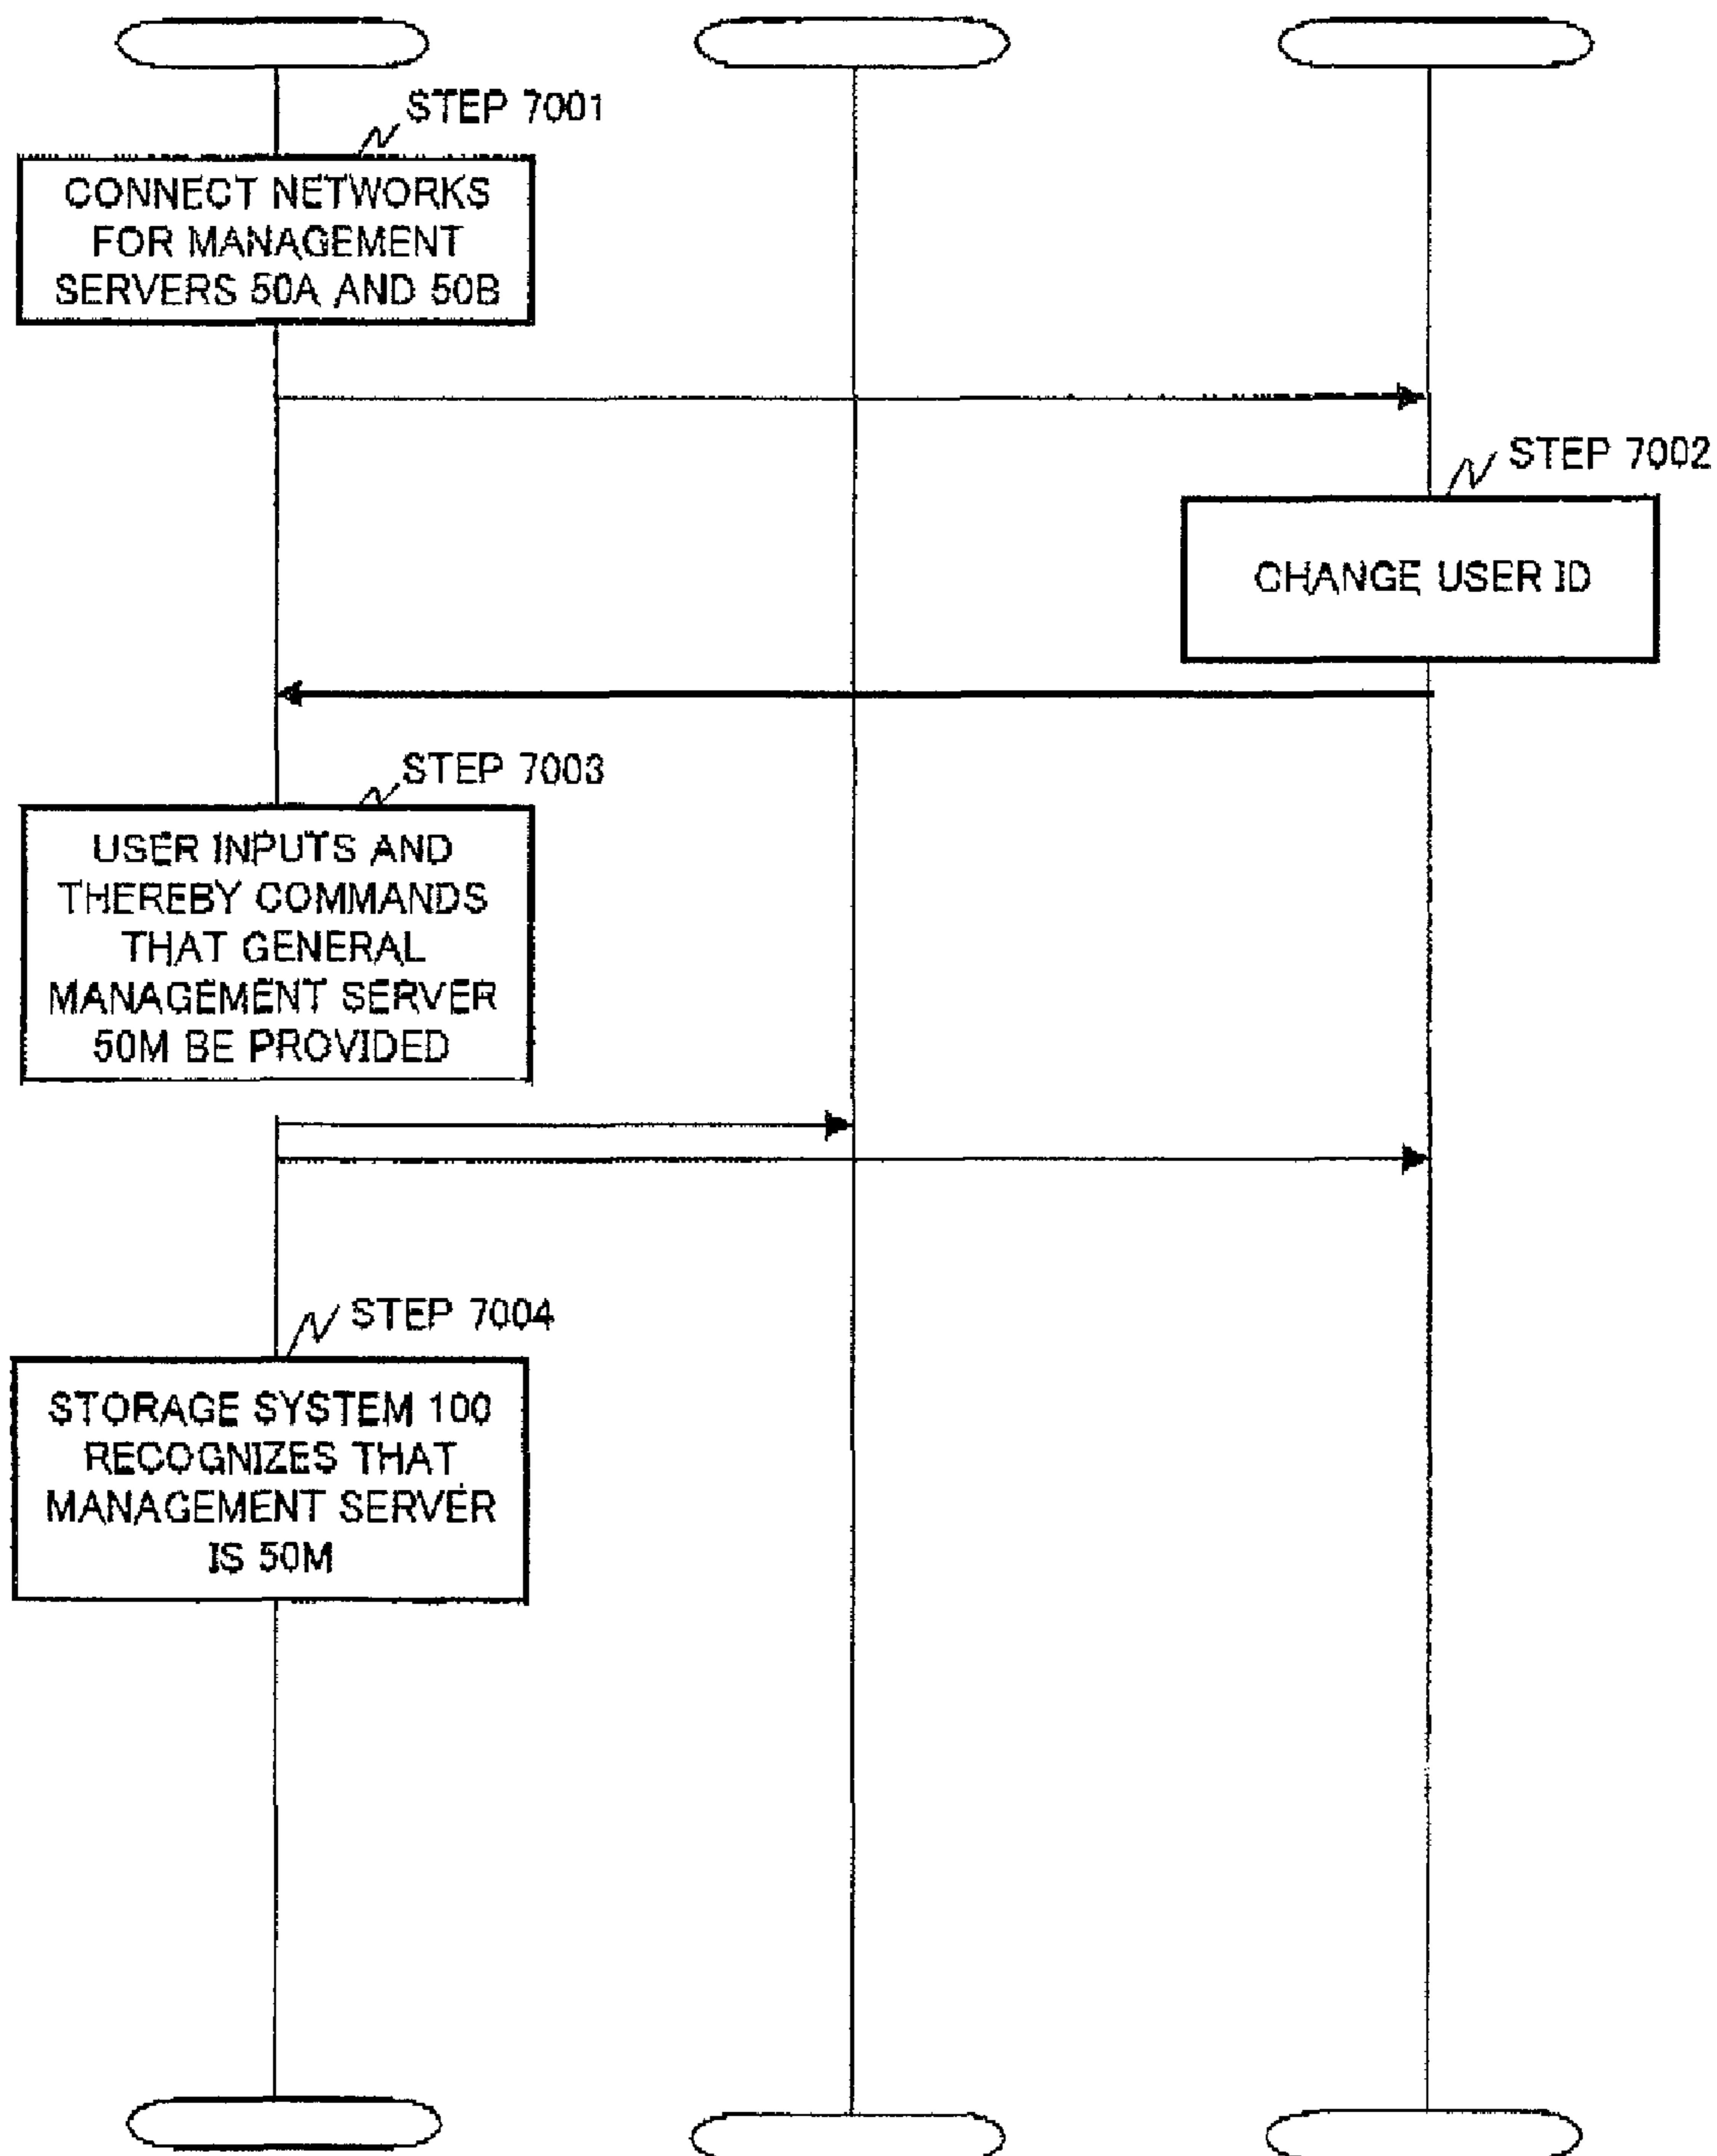 STEP 7001
CONNECT NETWORKS
FOR MANAGEMENT
SERVERS 50A AND 50B
STEP 7002
CHANGE USER ID
STEP 7003
USER INPUTS AND
THEREBY COMMANDS
THAT GENERAL
MANAGEMENT SERVER
50M BE PROVIDED
STEP 7004
STORAGE SYSTEM 100
RECOGNIZES THAT
MANAGEMENT SERVER
IS 50M